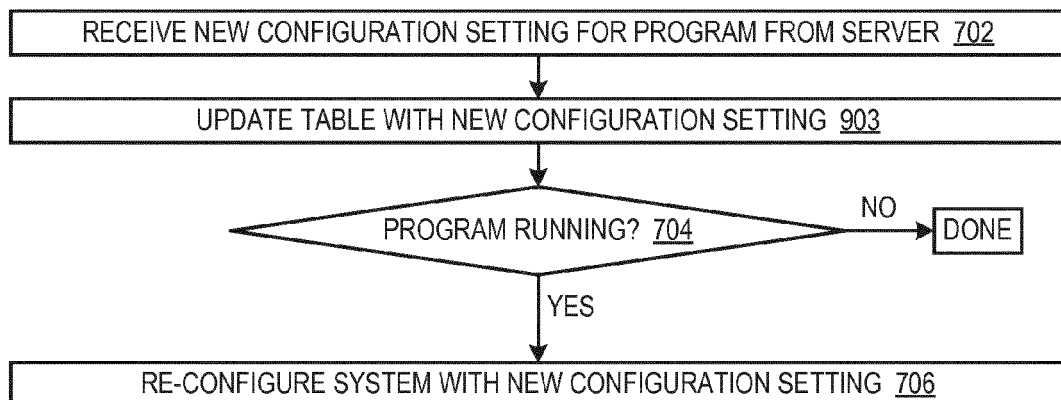 RECEIVE NEW CONFIGURATION SETTING FOR PROGRAM FROM SERVER 702
UPDATE TABLE WITH NEW CONFIGURATION SETTING 903
PROGRAM RUNNING? 704
NO
DONE
YES
RE-CONFIGURE SYSTEM WITH NEW CONFIGURATION SETTING 706